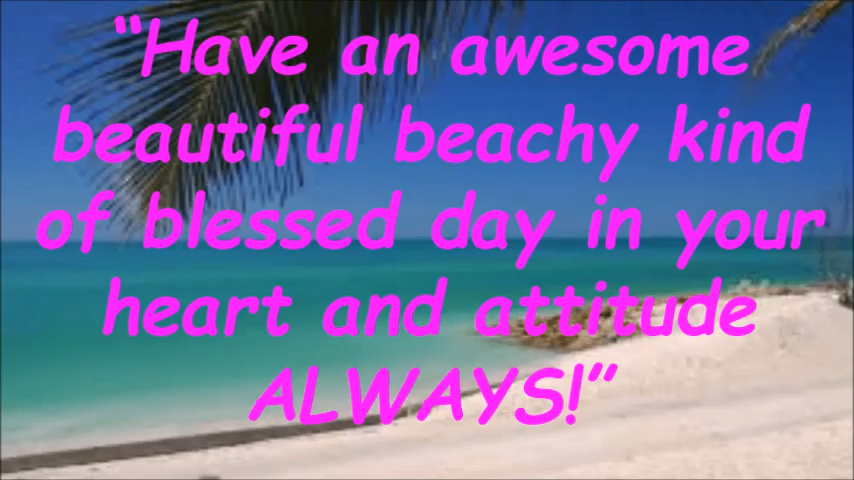 “Have an awesome
beautiful beachy kind
of blessed day in your
heart and attitude
ALWAYS!”